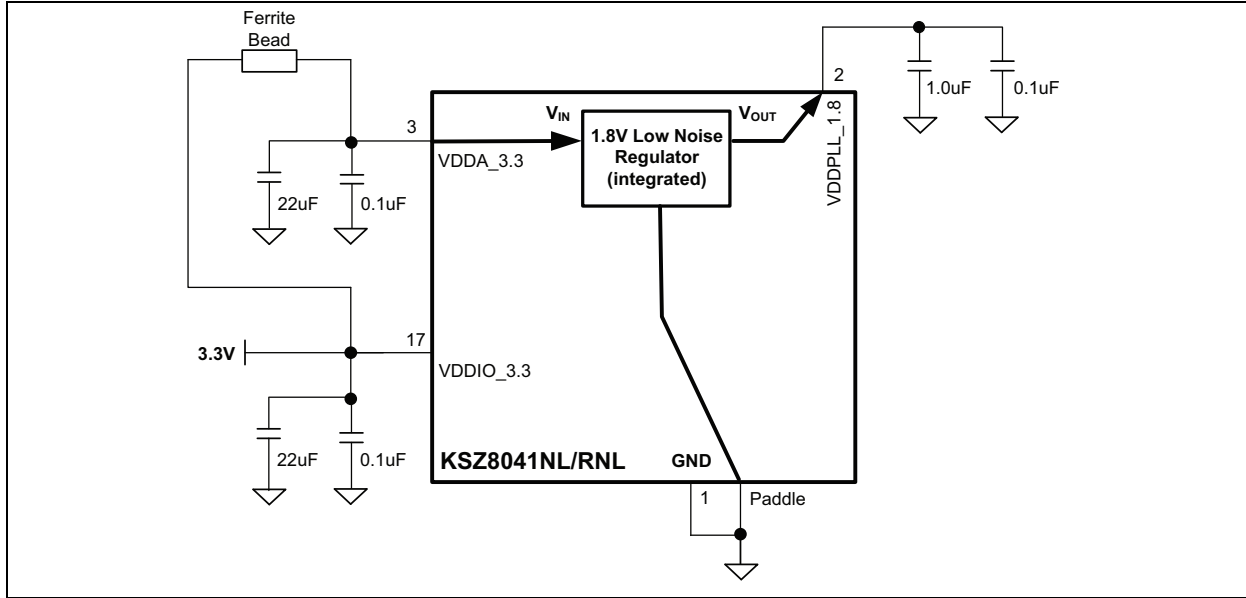 Ferrite
Bead
2
1.0uF
0.1uF
VIN
VOUT
3
1.8V Low Noise
Regulator
(integrated)
VDDA_3.3
VDDPLL_1.8
22uF
0.1uF
17
3.3V
VDDIO_3.3
22uF
0.1uF
KSZ8041NL/RNL
GND
1
Paddle